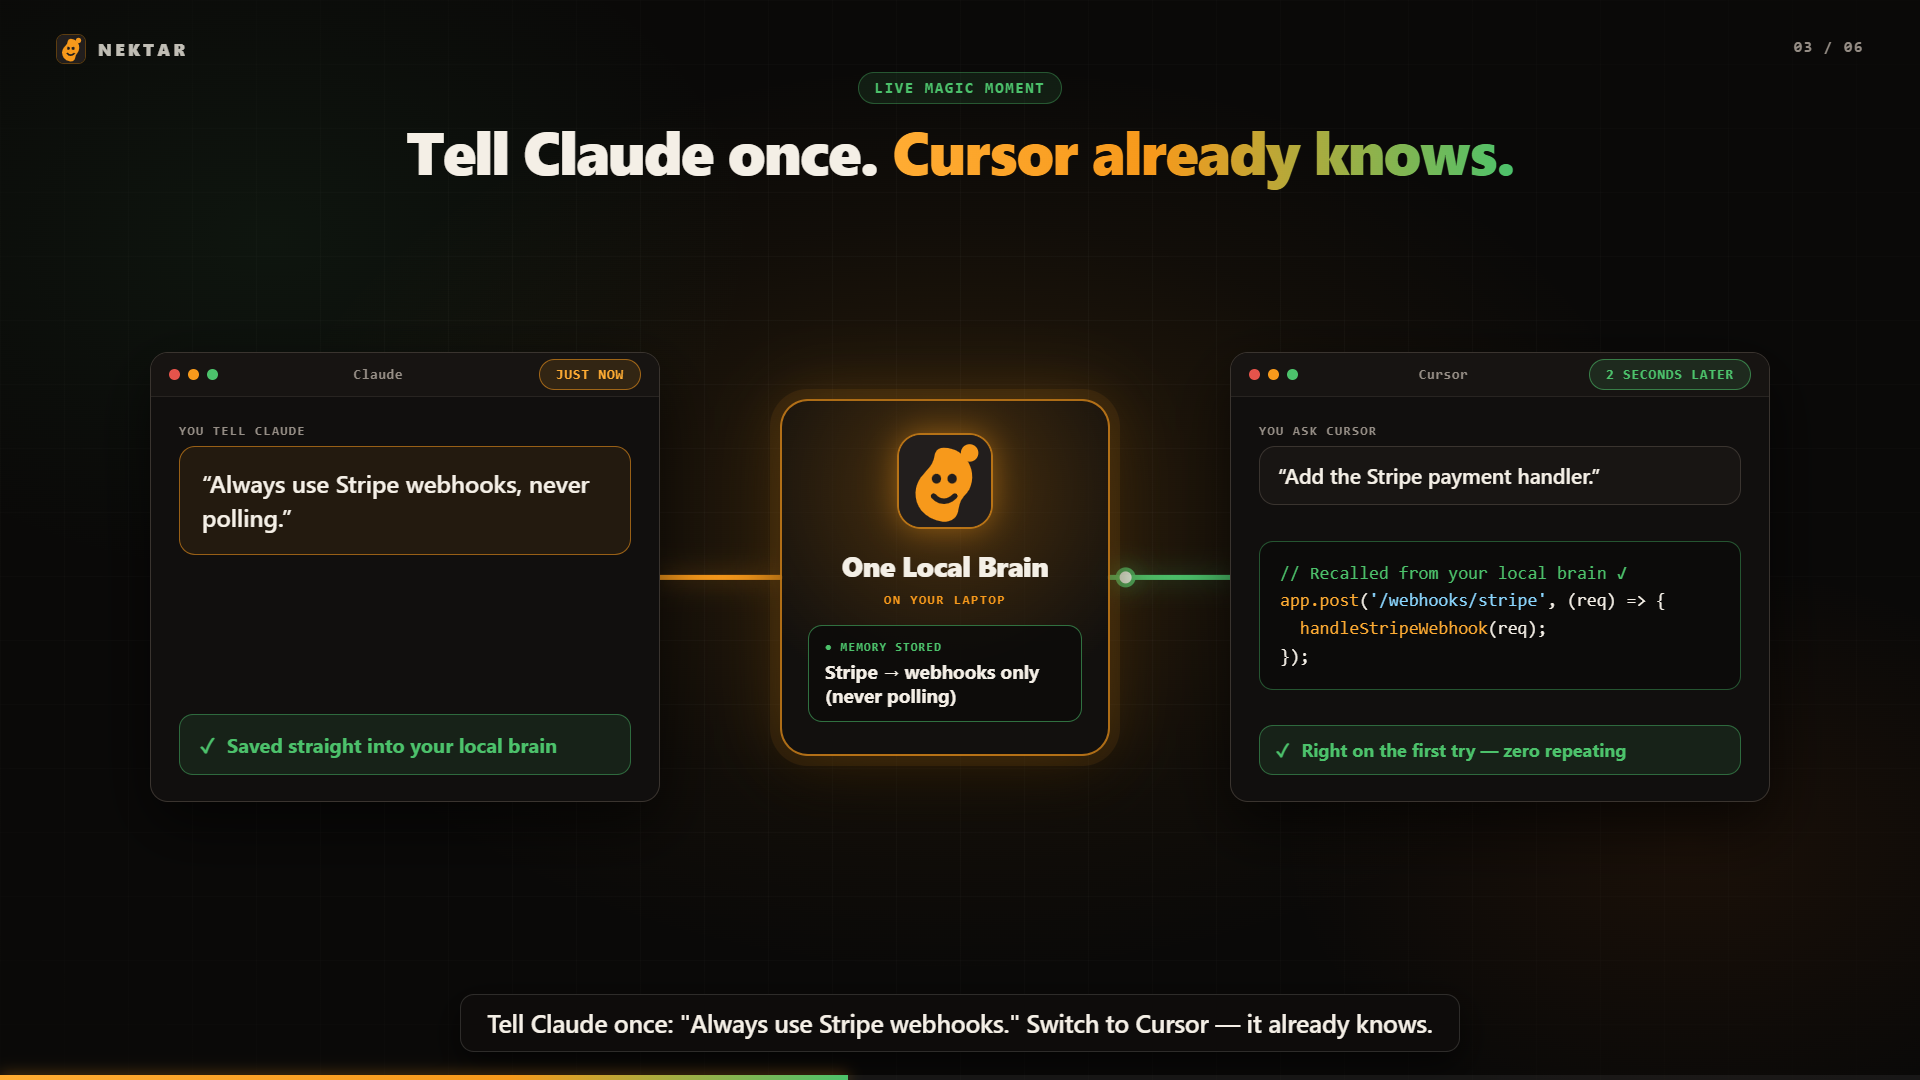 NEKTAR
03 / 06
LIVE MAGIC MOMENT
Tell Claude once. Cursor already knows.
Claude
JUST NOW
YOU TELL CLAUDE
“Always use Stripe webhooks, never
polling.”
✓ Saved straight into your local brain
One Local Brain
ON YOUR LAPTOP
● MEMORY STORED
Stripe → webhooks only
(never polling)
Cursor
2 SECONDS LATER
YOU ASK CURSOR
“Add the Stripe payment handler.”
// Recalled from your local brain ✓
app.post('/webhooks/stripe', (req) => {
  handleStripeWebhook(req);
});
✓ Right on the first try — zero repeating
Tell Claude once: "Always use Stripe webhooks." Switch to Cursor — it already knows.